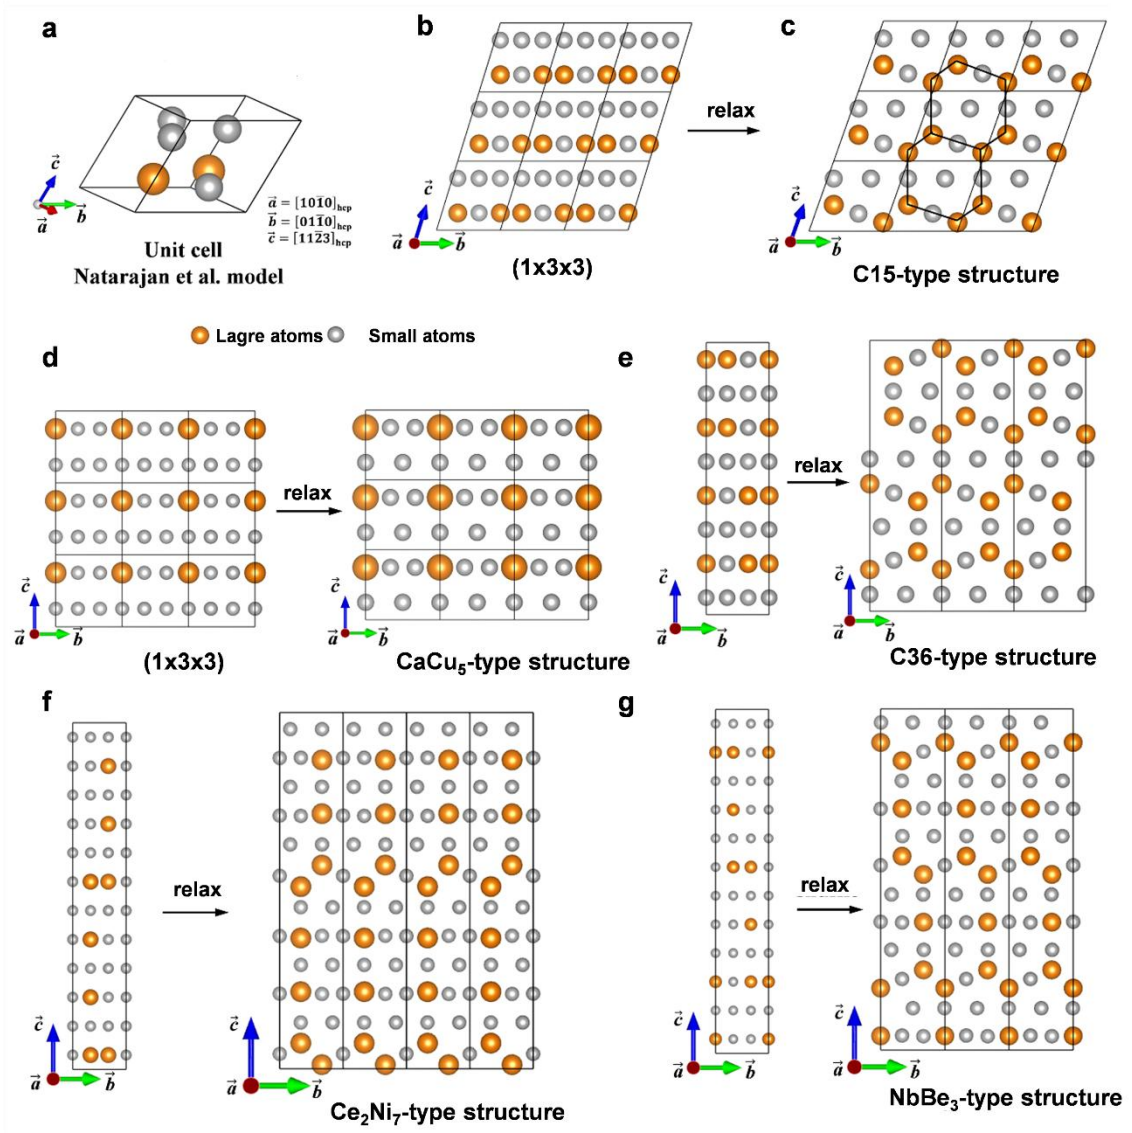 a
c⃗
a⃗
b⃗
a⃗ = [101̄0]hcp
b⃗ = [011̄0]hcp
c⃗ = [112̄3]hcp
Unit cell
Natarajan et al. model
b
c⃗
a⃗
b⃗
(1x3x3)
relax
c
c⃗
a⃗
b⃗
C15-type structure
Lagre atoms
Small atoms
d
c⃗
a⃗
b⃗
(1x3x3)
relax
c⃗
a⃗
b⃗
CaCu₅-type structure
e
c⃗
a⃗
b⃗
relax
c⃗
a⃗
b⃗
C36-type structure
f
c⃗
a⃗
b⃗
relax
c⃗
a⃗
b⃗
Ce₂Ni₇-type structure
g
c⃗
a⃗
b⃗
relax
c⃗
a⃗
b⃗
NbBe₃-type structure